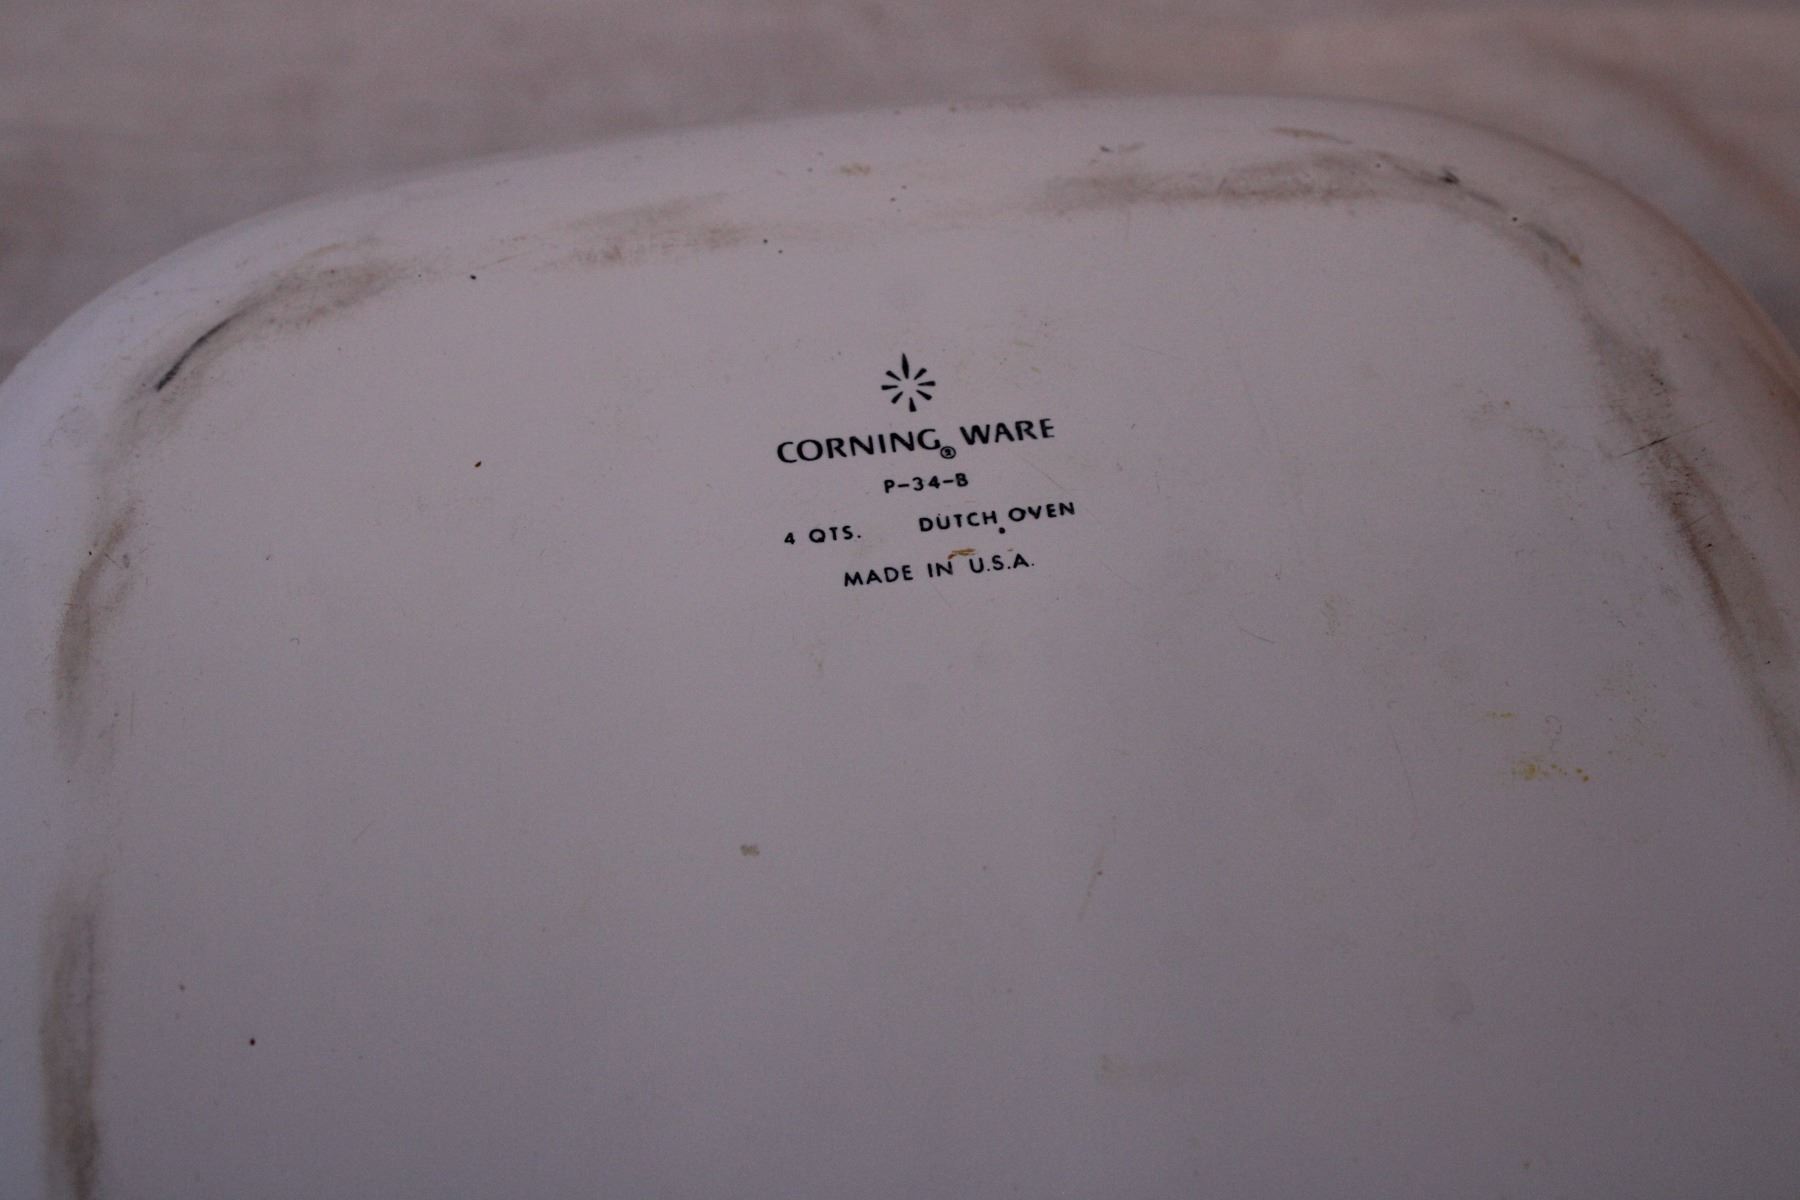 CORNING® WARE
P-34-B
4 QTS. DUTCH OVEN
MADE IN U.S.A.